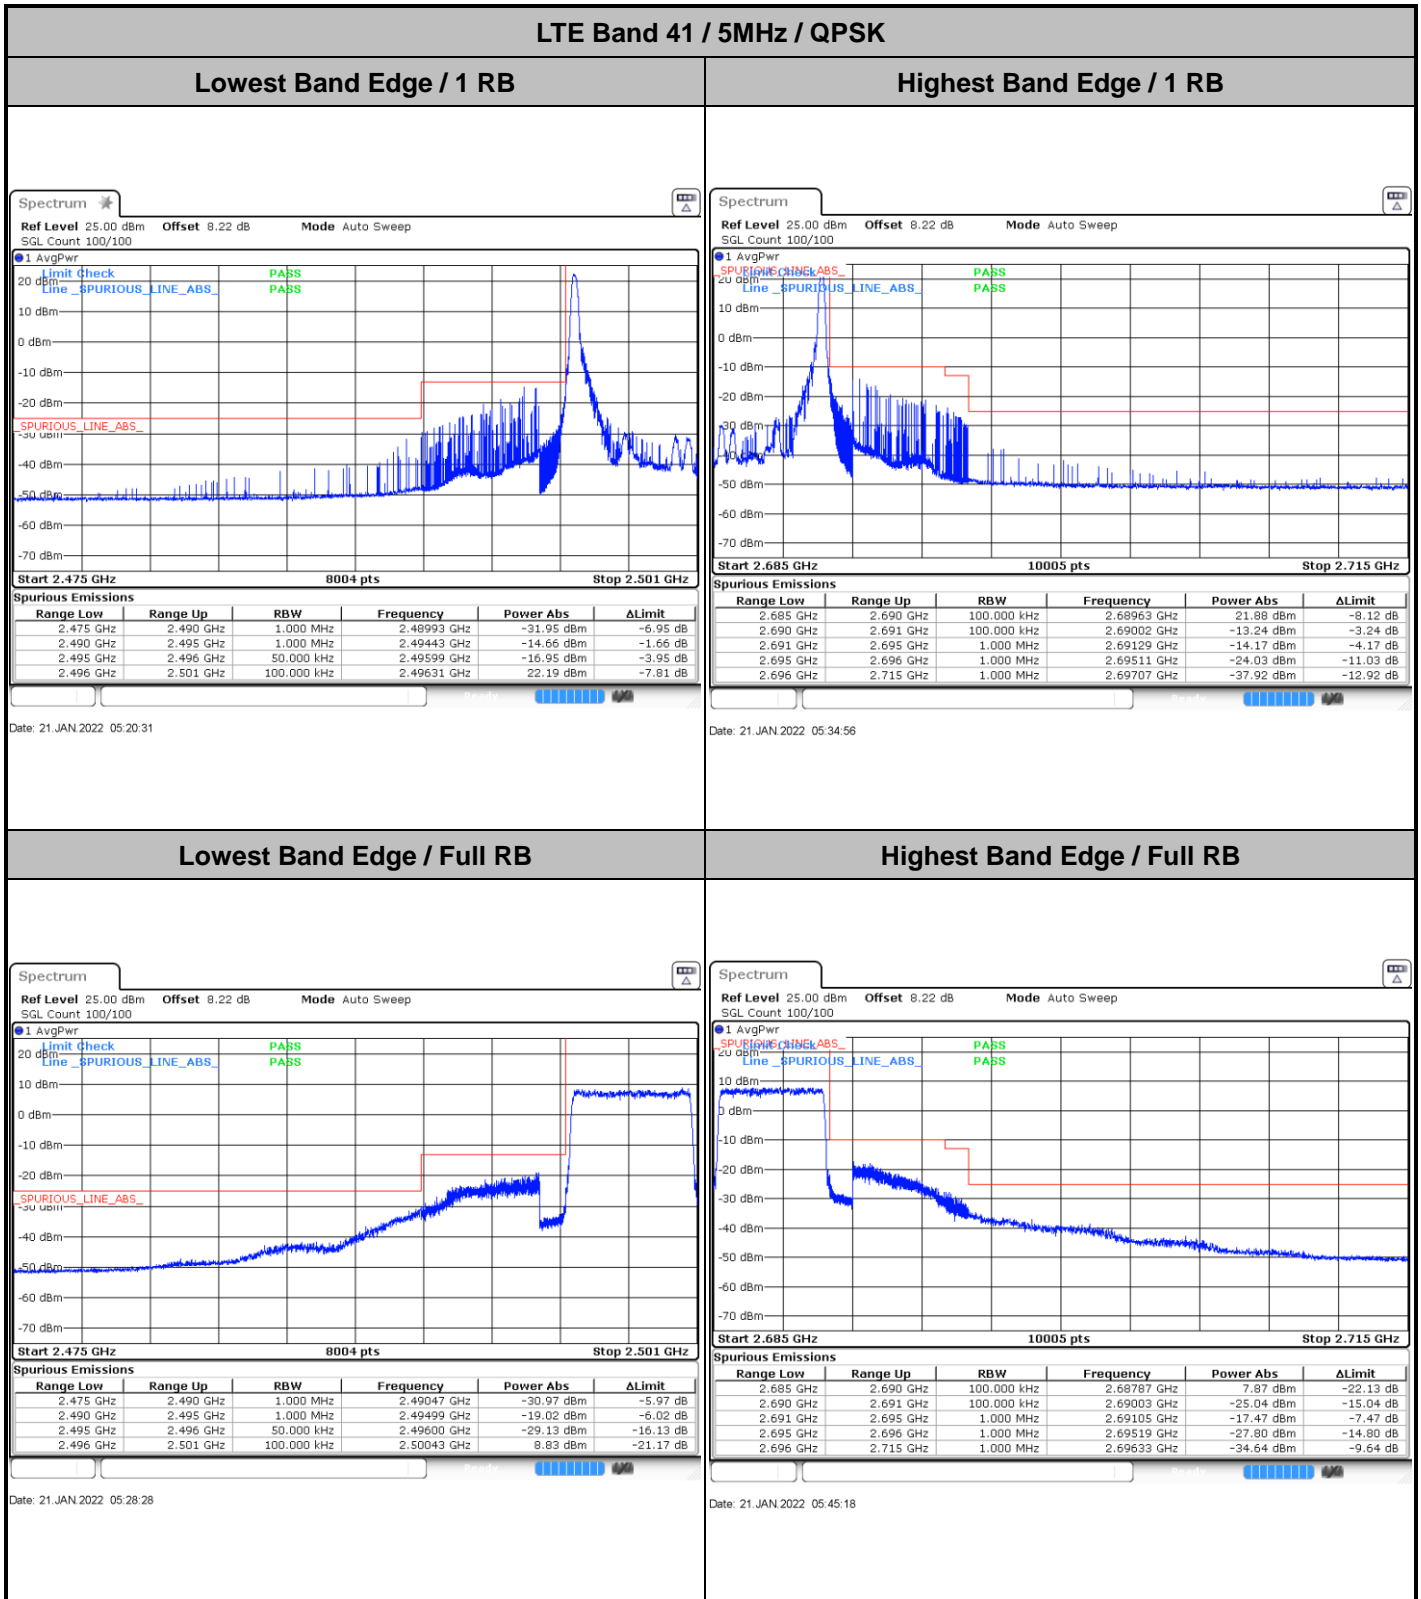 LTE Band 41 / 5MHz / QPSK
Lowest Band Edge / 1 RB
Highest Band Edge / 1 RB
Spectrum
Ref Level 25.00 dBm Offset 8.22 dB Mode Auto Sweep
SGL Count 100/100
1 AvgPwr
Limit Check PASS
20 dBm
Line _SPURIOUS_LINE_ABS_ PASS
10 dBm
0 dBm
-10 dBm
-20 dBm
_SPURIOUS_LINE_ABS_
-30 dBm
-40 dBm
-50 dBm
-60 dBm
-70 dBm
Start 2.475 GHz 8004 pts Stop 2.501 GHz
Spurious Emissions
Range Low Range Up RBW Frequency Power Abs ΔLimit
2.475 GHz 2.490 GHz 1.000 MHz 2.48993 GHz -31.95 dBm -6.95 dB
2.490 GHz 2.495 GHz 1.000 MHz 2.49443 GHz -14.66 dBm -1.66 dB
2.495 GHz 2.496 GHz 50.000 kHz 2.49599 GHz -16.95 dBm -3.95 dB
2.496 GHz 2.501 GHz 100.000 kHz 2.49631 GHz 22.19 dBm -7.81 dB
Date: 21.JAN.2022 05:20:31
Spectrum
Ref Level 25.00 dBm Offset 8.22 dB Mode Auto Sweep
SGL Count 100/100
1 AvgPwr
_SPURIOUS_LINE_ABS_
Limit Check PASS
20 dBm
Line _SPURIOUS_LINE_ABS_ PASS
10 dBm
0 dBm
-10 dBm
-20 dBm
-30 dBm
-40 dBm
-50 dBm
-60 dBm
-70 dBm
Start 2.685 GHz 10005 pts Stop 2.715 GHz
Spurious Emissions
Range Low Range Up RBW Frequency Power Abs ΔLimit
2.685 GHz 2.690 GHz 100.000 kHz 2.68963 GHz 21.88 dBm -8.12 dB
2.690 GHz 2.691 GHz 100.000 kHz 2.69002 GHz -13.24 dBm -3.24 dB
2.691 GHz 2.695 GHz 1.000 MHz 2.69129 GHz -14.17 dBm -4.17 dB
2.695 GHz 2.696 GHz 1.000 MHz 2.69511 GHz -24.03 dBm -11.03 dB
2.696 GHz 2.715 GHz 1.000 MHz 2.69707 GHz -37.92 dBm -12.92 dB
Date: 21.JAN.2022 05:34:56
Lowest Band Edge / Full RB
Highest Band Edge / Full RB
Spectrum
Ref Level 25.00 dBm Offset 8.22 dB Mode Auto Sweep
SGL Count 100/100
1 AvgPwr
Limit Check PASS
20 dBm
Line _SPURIOUS_LINE_ABS_ PASS
10 dBm
0 dBm
-10 dBm
-20 dBm
_SPURIOUS_LINE_ABS_
-30 dBm
-40 dBm
-50 dBm
-60 dBm
-70 dBm
Start 2.475 GHz 8004 pts Stop 2.501 GHz
Spurious Emissions
Range Low Range Up RBW Frequency Power Abs ΔLimit
2.475 GHz 2.490 GHz 1.000 MHz 2.49047 GHz -30.97 dBm -5.97 dB
2.490 GHz 2.495 GHz 1.000 MHz 2.49499 GHz -19.02 dBm -6.02 dB
2.495 GHz 2.496 GHz 50.000 kHz 2.49600 GHz -29.13 dBm -16.13 dB
2.496 GHz 2.501 GHz 100.000 kHz 2.50043 GHz 8.83 dBm -21.17 dB
Date: 21.JAN.2022 05:28:28
Spectrum
Ref Level 25.00 dBm Offset 8.22 dB Mode Auto Sweep
SGL Count 100/100
1 AvgPwr
_SPURIOUS_LINE_ABS_
Limit Check PASS
20 dBm
Line _SPURIOUS_LINE_ABS_ PASS
10 dBm
0 dBm
-10 dBm
-20 dBm
-30 dBm
-40 dBm
-50 dBm
-60 dBm
-70 dBm
Start 2.685 GHz 10005 pts Stop 2.715 GHz
Spurious Emissions
Range Low Range Up RBW Frequency Power Abs ΔLimit
2.685 GHz 2.690 GHz 100.000 kHz 2.68787 GHz 7.87 dBm -22.13 dB
2.690 GHz 2.691 GHz 100.000 kHz 2.69003 GHz -25.04 dBm -15.04 dB
2.691 GHz 2.695 GHz 1.000 MHz 2.69105 GHz -17.47 dBm -7.47 dB
2.695 GHz 2.696 GHz 1.000 MHz 2.69519 GHz -27.80 dBm -14.80 dB
2.696 GHz 2.715 GHz 1.000 MHz 2.69633 GHz -34.64 dBm -9.64 dB
Date: 21.JAN.2022 05:45:18